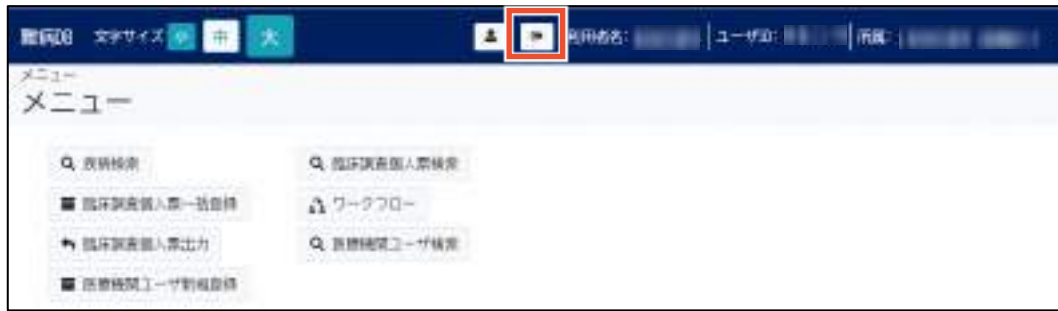 難病DB 文字サイズ 小 中 大 利用者名: ユーザID: 所属:
メニュー
メニュー
疾病検索 臨床調査個人票検索
臨床調査個人票一括登録 ワークフロー
臨床調査個人票出力 医療機関ユーザ検索
医療機関ユーザ新規登録